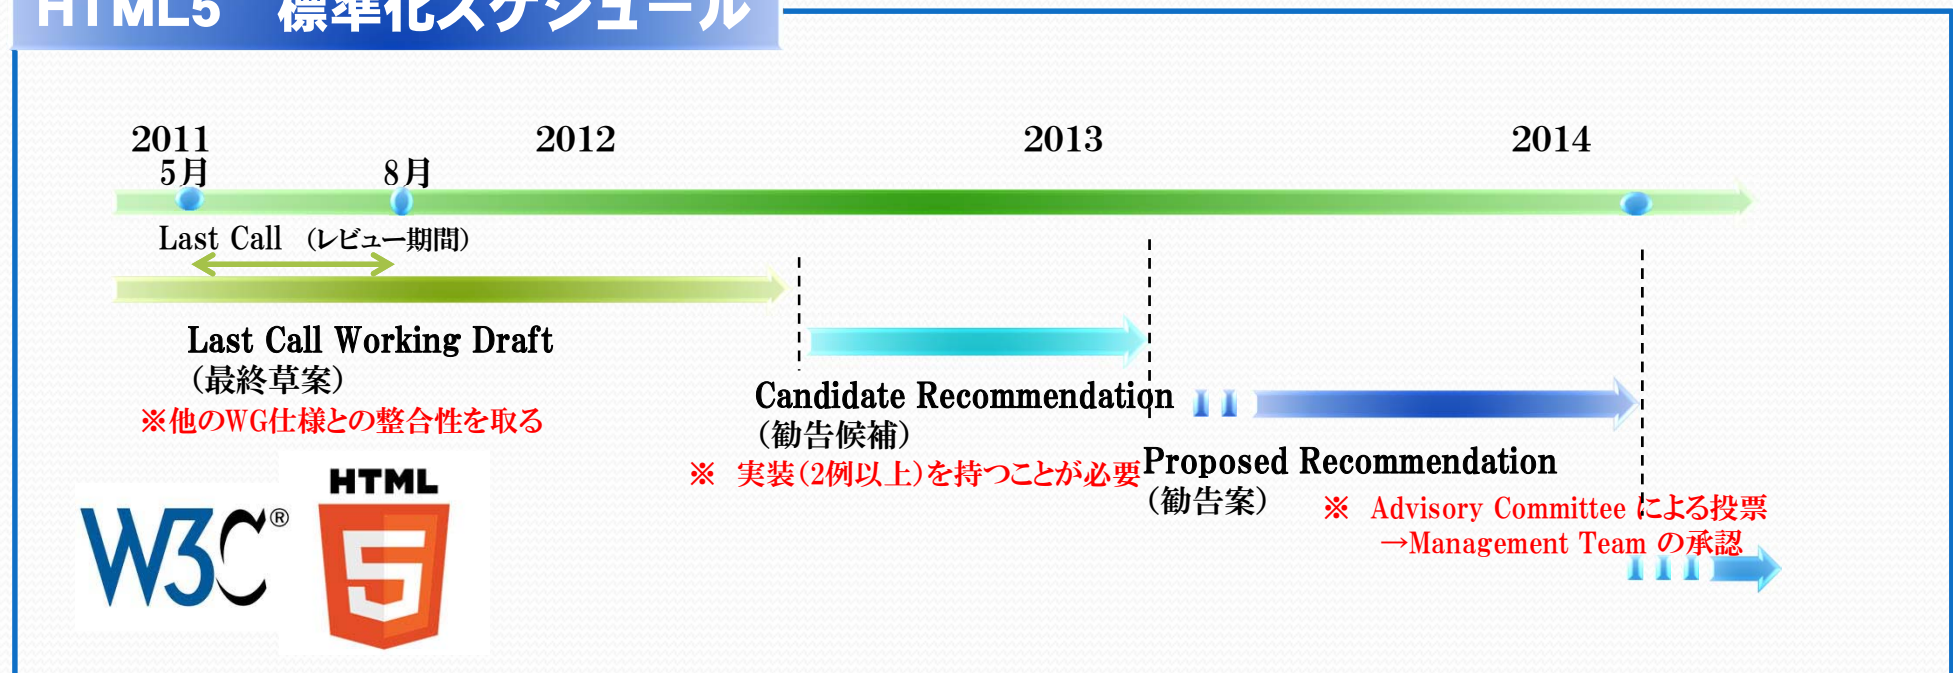 HTML5 標準化スケジュール
2011 2012 2013 2014
5月 8月
Last Call （レビュー期間）
Last Call Working Draft
（最終草案）
※他のWG仕様との整合性を取る
Candidate Recommendation
（勧告候補）
※ 実装（2例以上）を持つことが必要
Proposed Recommendation
（勧告案）
※ Advisory Committee による投票
→Management Team の承認
W3C®
HTML
5